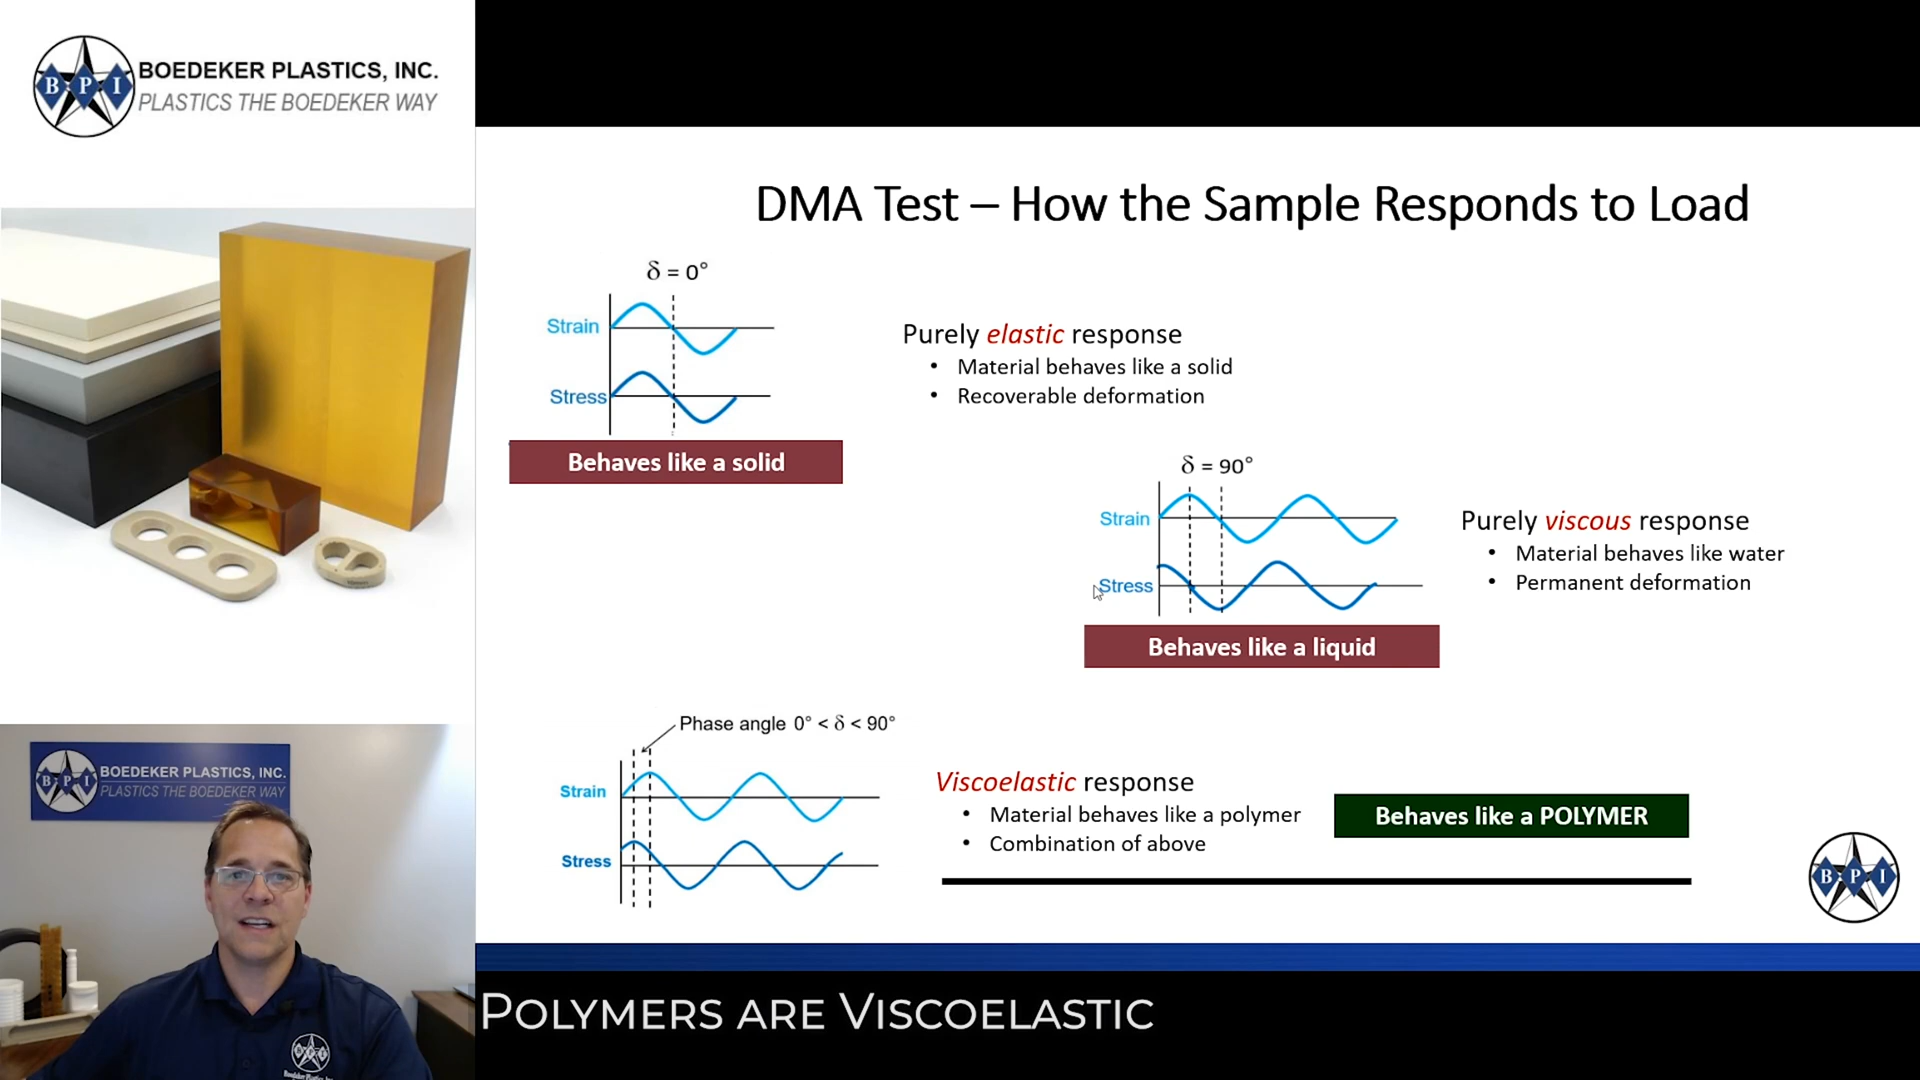 BOEDEKER PLASTICS, INC.
PLASTICS THE BOEDEKER WAY
B P I
DMA Test – How the Sample Responds to Load
δ = 0°
Strain
Stress
Behaves like a solid
Purely elastic response
• Material behaves like a solid
• Recoverable deformation
δ = 90°
Strain
Stress
Behaves like a liquid
Purely viscous response
• Material behaves like water
• Permanent deformation
Phase angle 0° < δ < 90°
Strain
Stress
Viscoelastic response
• Material behaves like a polymer
• Combination of above
Behaves like a POLYMER
B P I
BOEDEKER PLASTICS, INC.
PLASTICS THE BOEDEKER WAY
B P I
POLYMERS ARE VISCOELASTIC